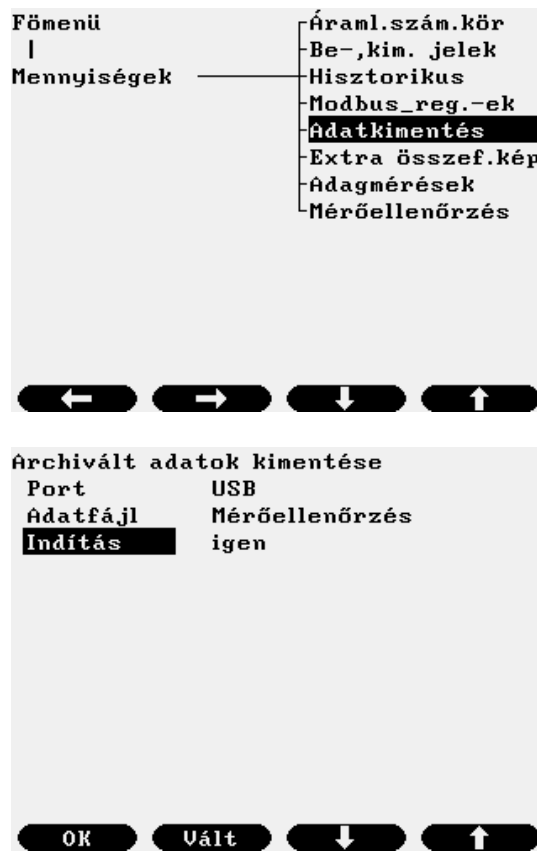 Fömenü
Áraml.szám.kör
Be-,kim. jelek
Mennyiségek
Hisztorikus
Modbus_reg.-ek
Adatkimentés
Extra összef.kép
Adagmérések
Mérőellenőrzés
Archivált adatok kimentése
Port USB
Adatfájl Mérőellenőrzés
Indítás igen
OK Vált